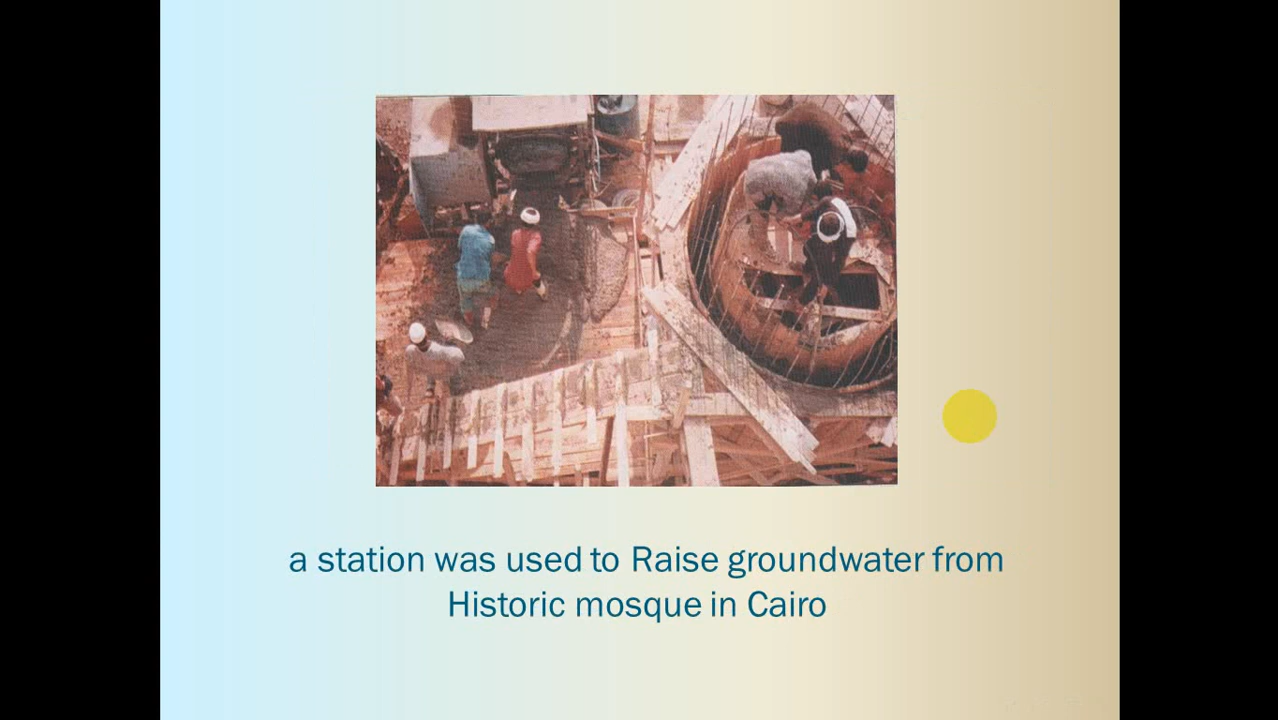 a station was used to Raise groundwater from
Historic mosque in Cairo